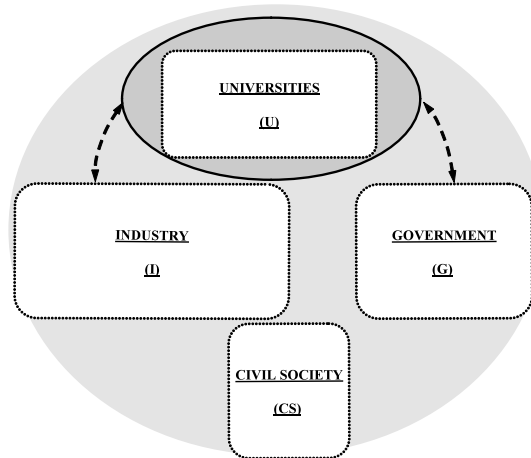 UNIVERSITIES
(U)
INDUSTRY
(I)
GOVERNMENT
(G)
CIVIL SOCIETY
(CS)